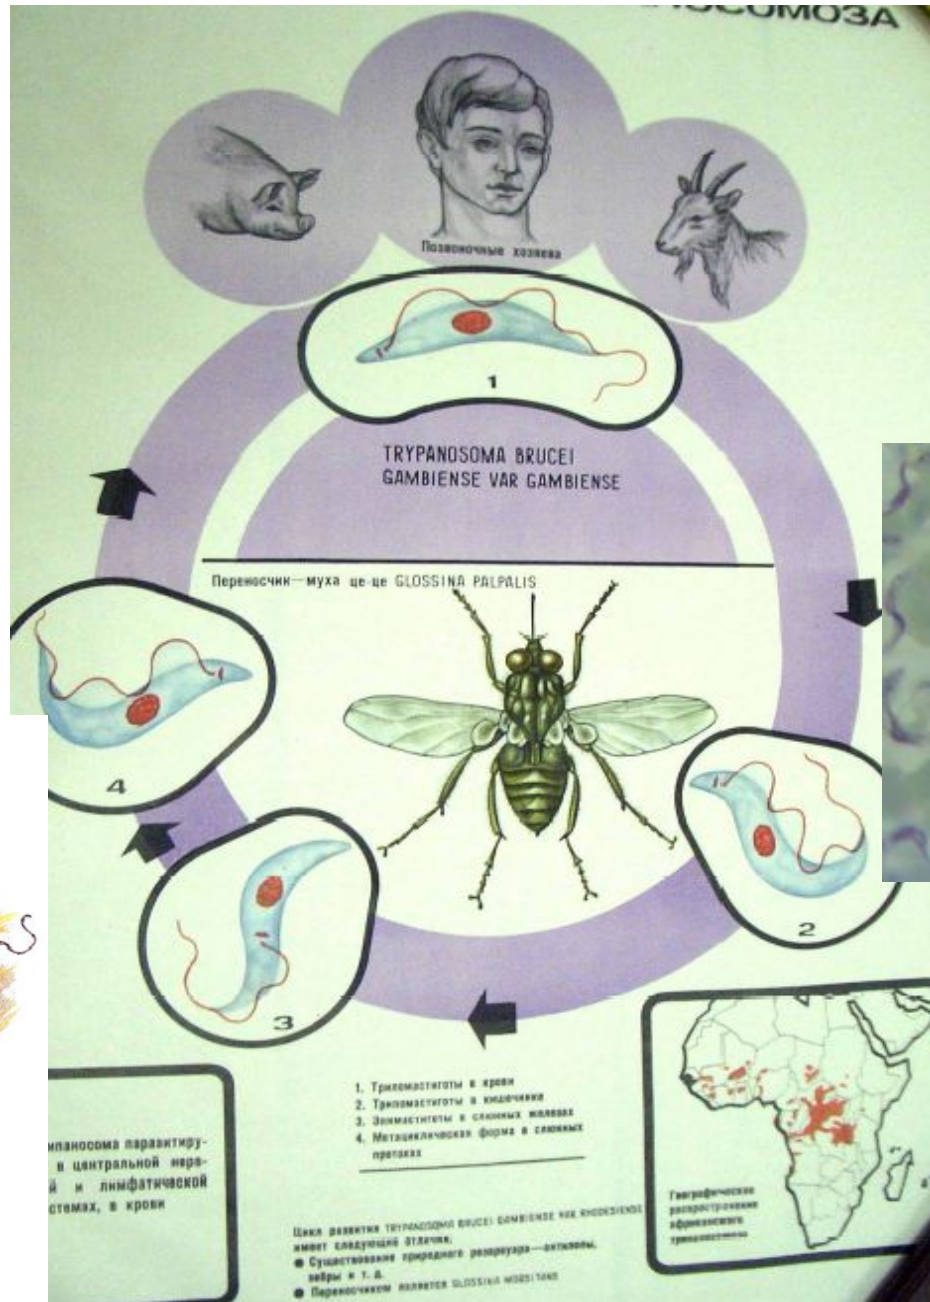 Позвоночные хозяева
1
TRYPANOSOMA BRUCEI
GAMBIENSE VAR GAMBIENSE
Переносчик—муха це-це GLOSSINA PALPALIS
4
2
3
1. Трипомастиготы в крови
2. Трипомастиготы в кишечнике
3. Эпимастиготы в слюнных железах
4. Метациклическая форма в слюнных
протоках
паразитиру-
в центральной нерв-
и лимфатической
стемах, в крови
Географическое
распространение
африканского
трипаносомоза
Цикл развития TRYPANOSOMA BRUCEI GAMBIENSE VAR RHODESIENSE
имеет следующие отличия.
● Существование природного резервуара—антилопы,
зебры и т. д.
● Переносчиком является GLOSSINA MORSITANS